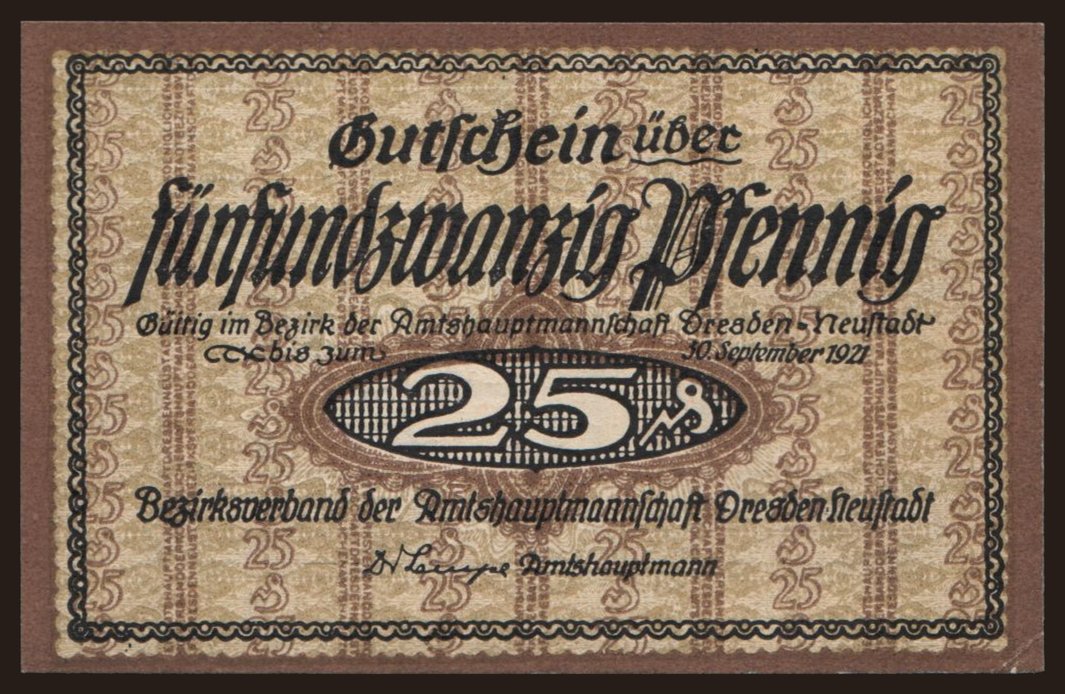 Gutschein über
fünfundzwanzig Pfennig
Gültig im Bezirk der Amtshauptmannschaft Dresden-Neustadt
bis zum 10. September 1921
25 ₰
Bezirksverband der Amtshauptmannschaft Dresden Neustadt
Amtshauptmann